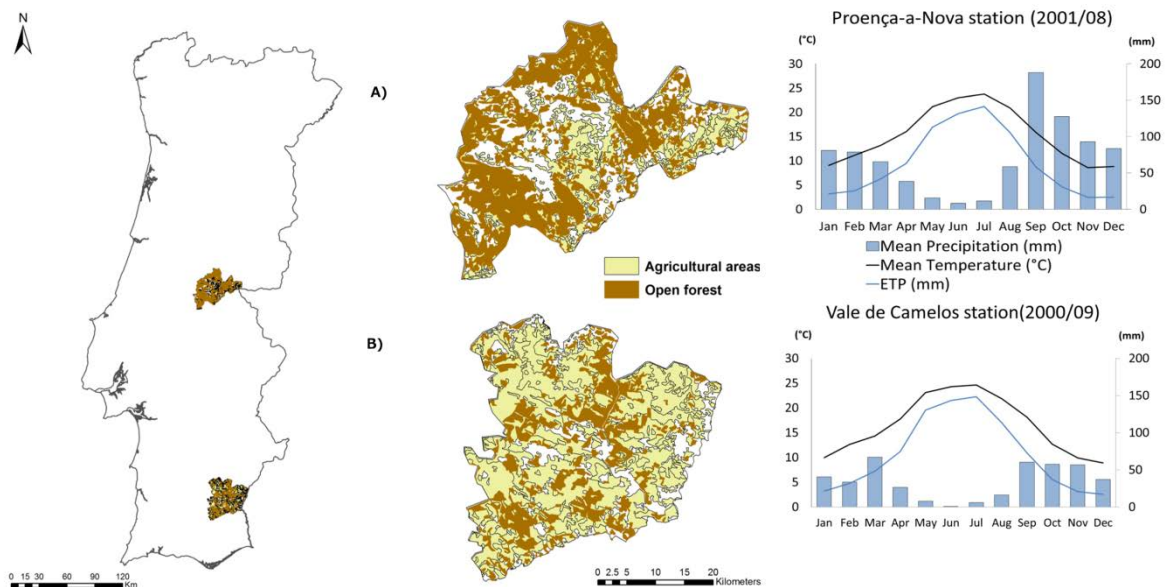 N
A)
B)
0 15 30 60 90 120
Km
Agricultural areas
Open forest
0 2.5 5 10 15 20
Kilometers
Proença-a-Nova station (2001/08)
(°C) (mm)
30 200
25
150
20
15 100
10
50
5
0 0
Jan Feb Mar Apr May Jun Jul Aug Sep Oct Nov Dec
Mean Precipitation (mm)
Mean Temperature (°C)
ETP (mm)
Vale de Camelos station(2000/09)
(°C) (mm)
30 200
25
150
20
15 100
10
50
5
0 0
Jan Feb Mar Apr May Jun Jul Aug Sep Oct Nov Dec